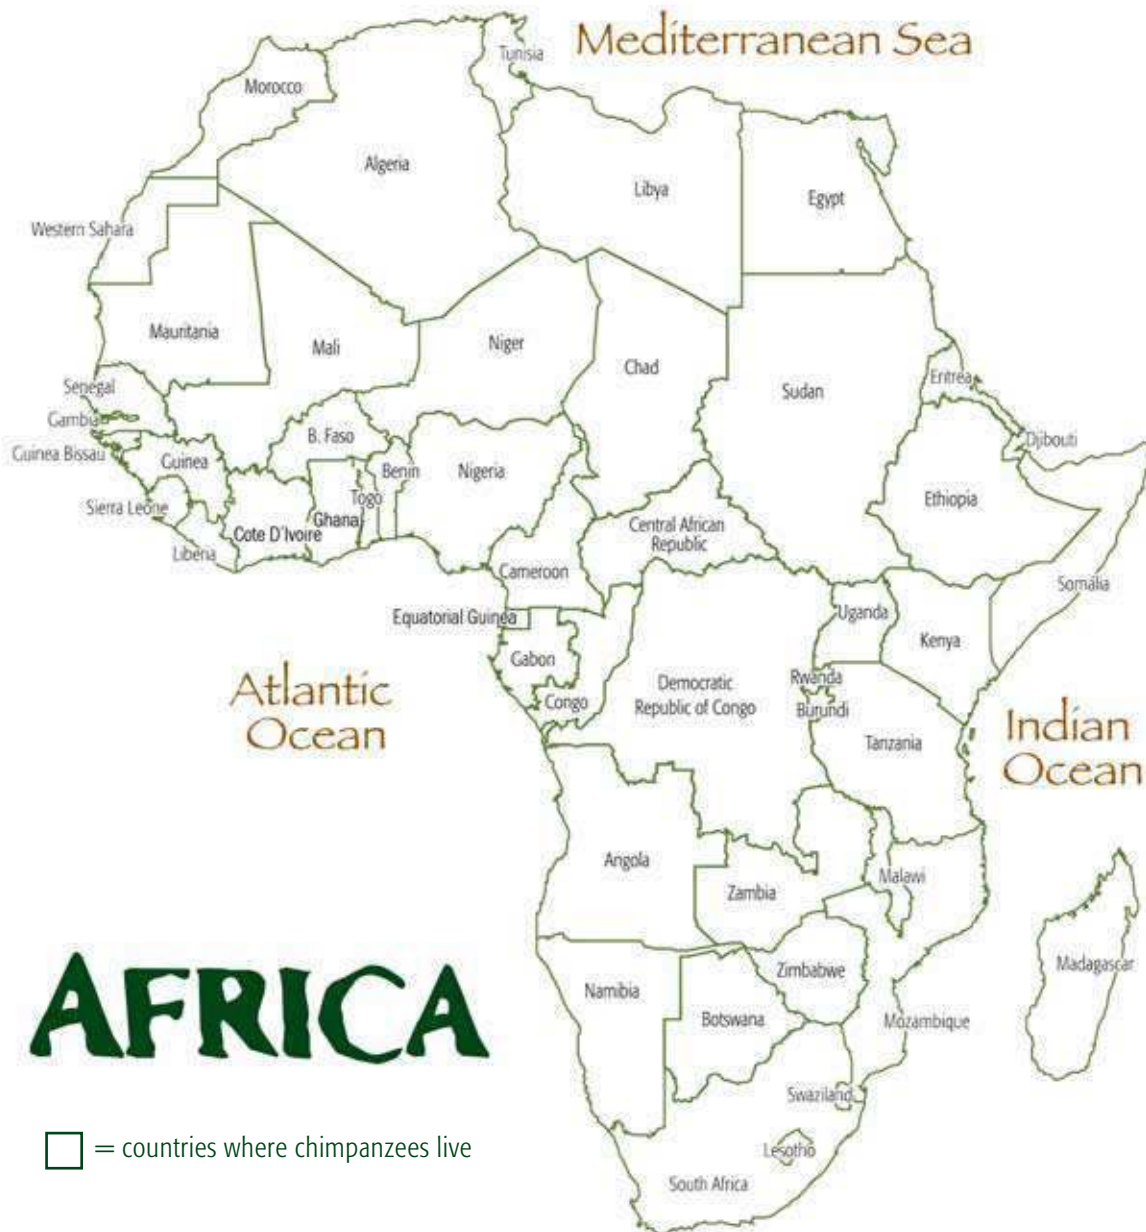 Mediterranean Sea
Tunisia
Morocco
Algeria
Libya
Egypt
Western Sahara
Mauritania
Mali
Niger
Chad
Sudan
Eritrea
Senegal
Gambia
Guinea Bissau
Guinea
B. Faso
Benin
Nigeria
Djibouti
Ethiopia
Sierra Leone
Togo
Ghana
Cote D'Ivoire
Liberia
Central African
Republic
Cameroon
Somalia
Equatorial Guinea
Uganda
Kenya
Gabon
Congo
Democratic
Republic of Congo
Rwanda
Burundi
Tanzania
Atlantic
Ocean
Indian
Ocean
Angola
Zambia
Malawi
Madagascar
Zimbabwe
Namibia
Botswana
Mozambique
AFRICA
Swaziland
Lesotho
South Africa
= countries where chimpanzees live